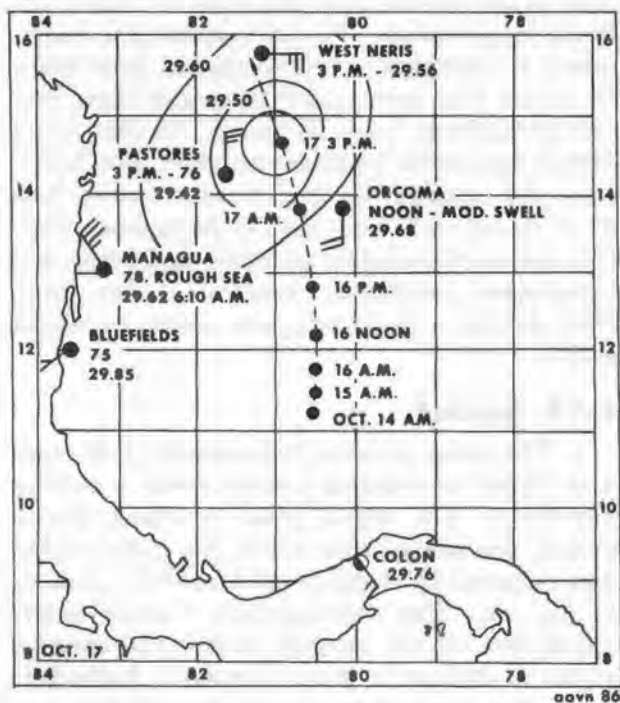 84 82 80 78
16 16
29.60
WEST NERIS
3 P.M. - 29.56
29.50
17 3 P.M.
PASTORES
3 P.M. - 76
29.42
14 14
17 A.M.
ORCOMA
NOON - MOD. SWELL
29.68
MANAGUA
78. ROUGH SEA
29.62 6:10 A.M.
16 P.M.
BLUEFIELDS
75
29.85
16 NOON
12 12
16 A.M.
15 A.M.
OCT. 14 A.M.
10 10
COLON
29.76
8 OCT. 17 8
84 82 80 78